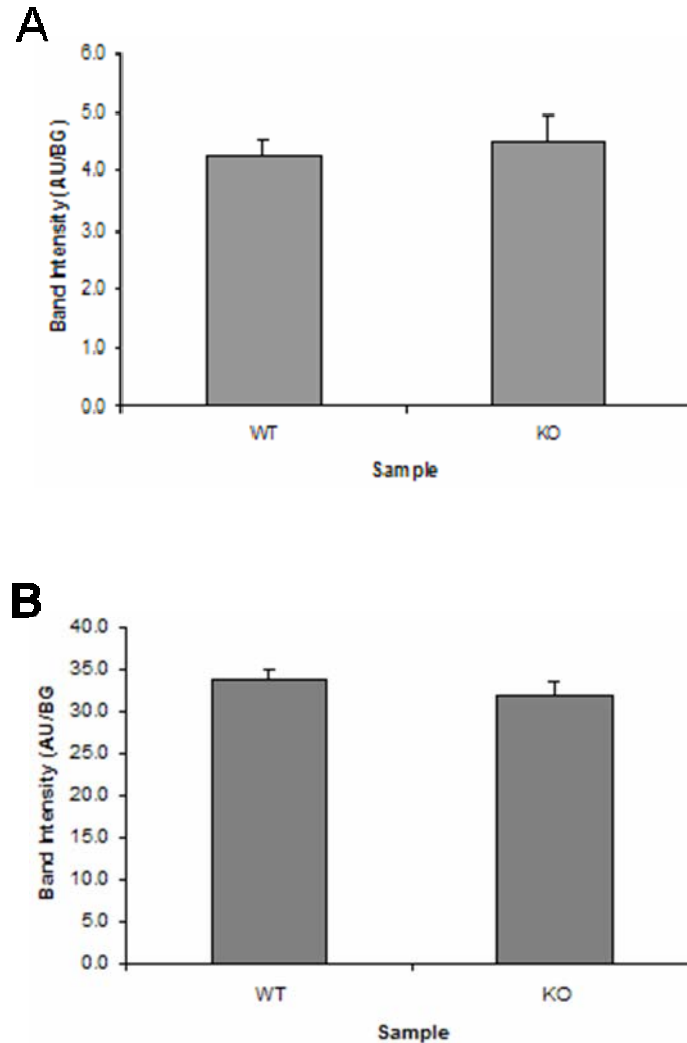 A
6.0
5.0
4.0
3.0
2.0
1.0
0.0
Band Intensity (AU/BG)
WT KO
Sample
B
40.0
35.0
30.0
25.0
20.0
15.0
10.0
5.0
0.0
Band Intensity (AU/BG
WT KO
Sample